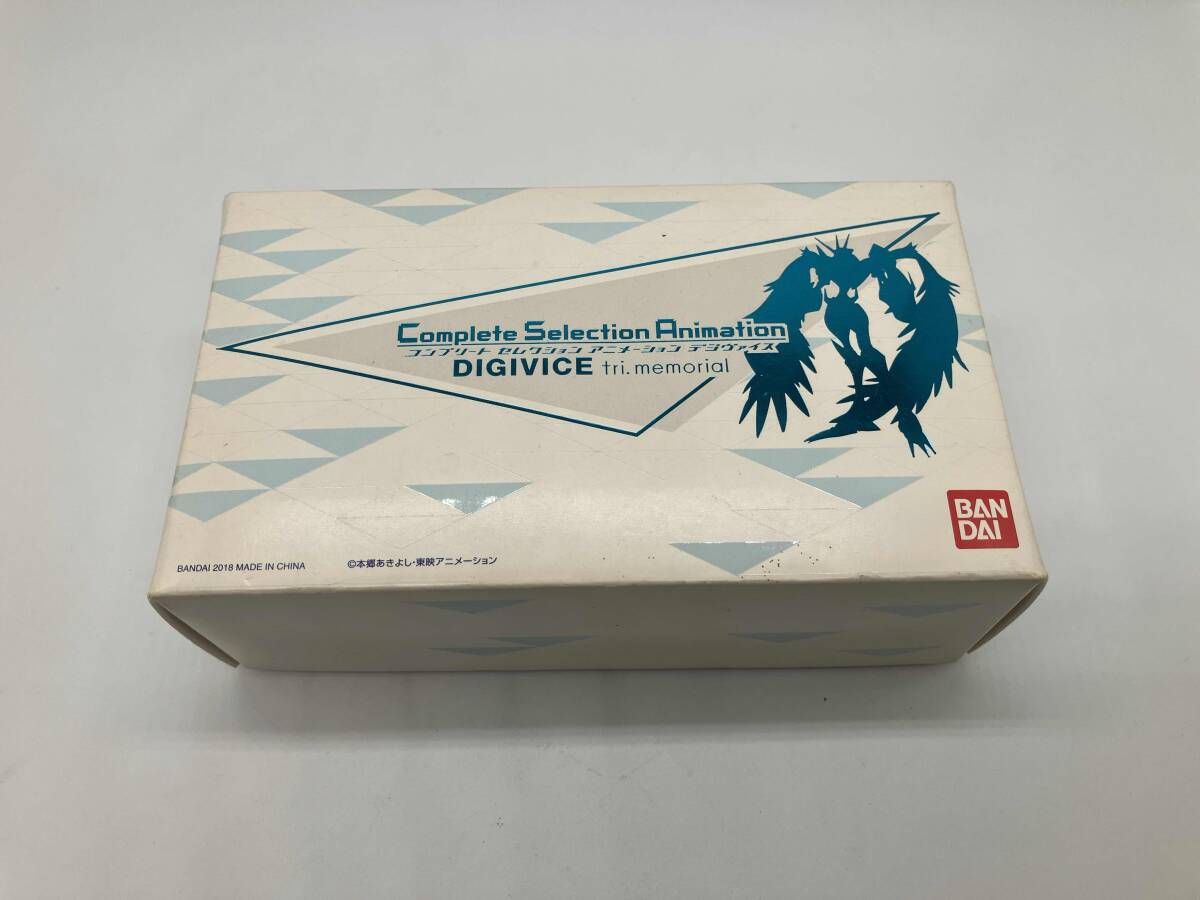 Complete Selection Animation
コンプリート セレクション アニメーション デジヴァイス
DIGIVICE tri.memorial
BAN
DAI
BANDAI 2018 MADE IN CHINA
©本郷あきよし・東映アニメーション